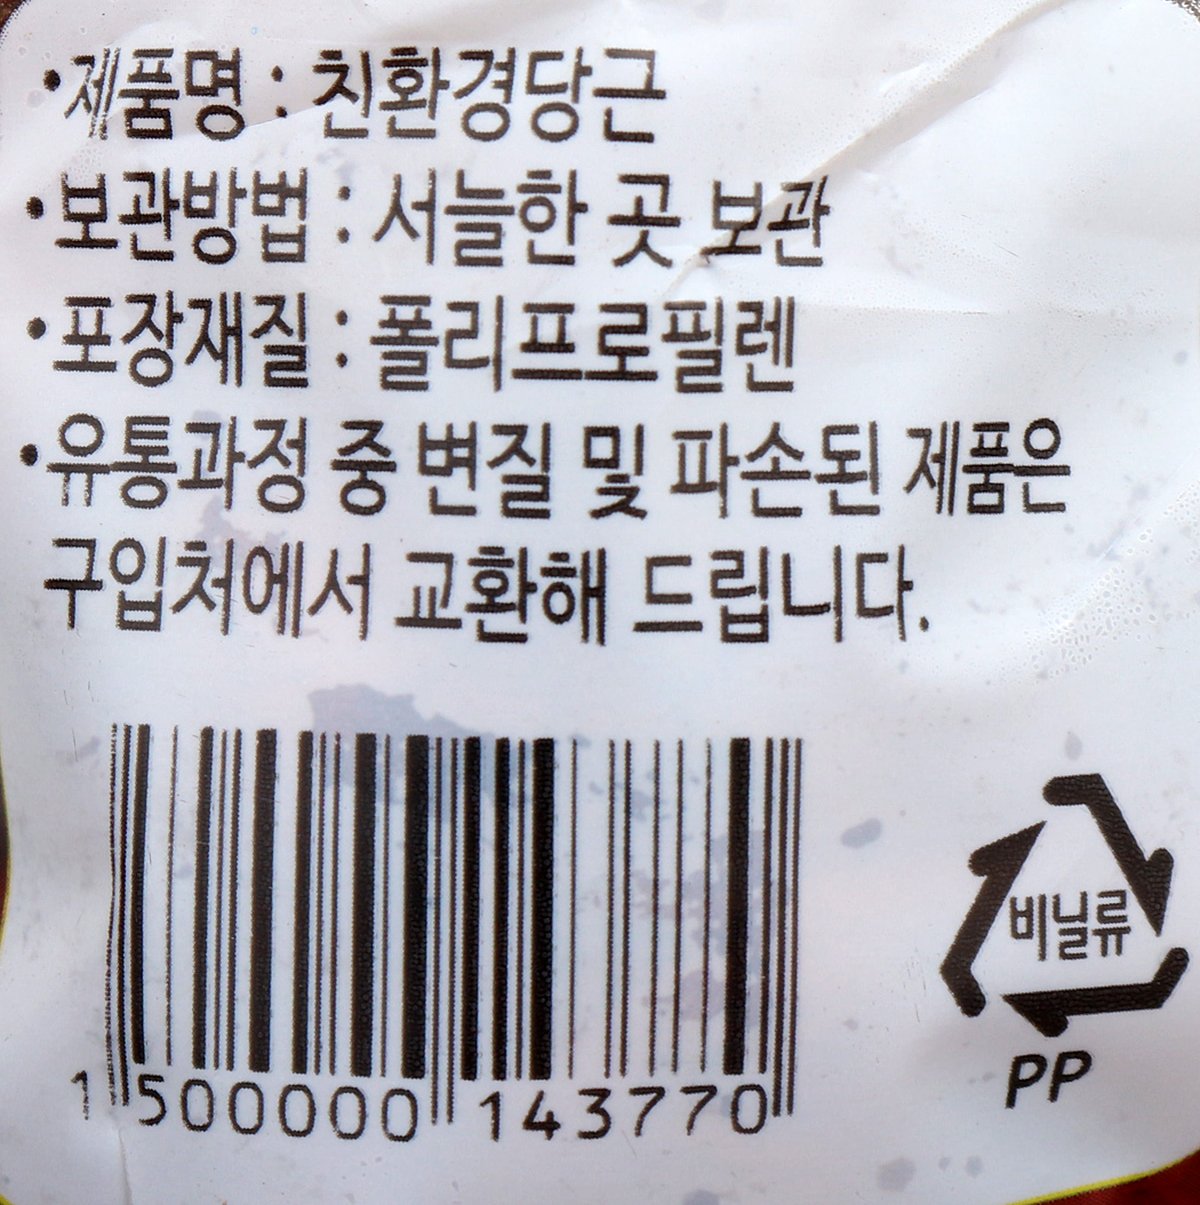 •제품명 : 친환경당근
•보관방법 : 서늘한 곳 보관
•포장재질 : 폴리프로필렌
•유통과정 중 변질 및 파손된 제품은
구입처에서 교환해 드립니다.
비닐류
PP
1 500000 143770